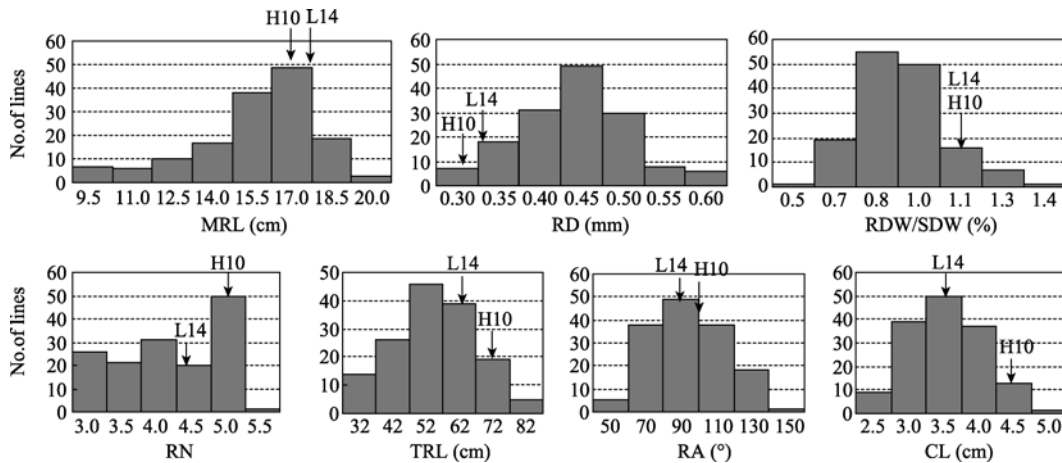 H10 L14
No.of lines
60
50
40
30
20
10
0
9.5 11.0 12.5 14.0 15.5 17.0 18.5 20.0
MRL (cm)
60
50
40
30
20
10
0
L14
H10
0.30 0.35 0.40 0.45 0.50 0.55 0.60
RD (mm)
60
50
40
30
20
10
0
L14
H10
0.5 0.7 0.8 1.0 1.1 1.3 1.4
RDW/SDW (%)
No.of lines
60
50
40
30
20
10
0
H10
L14
3.0 3.5 4.0 4.5 5.0 5.5
RN
50
40
30
20
10
0
L14
H10
32 42 52 62 72 82
TRL (cm)
60
50
40
30
20
10
0
L14 H10
50 70 90 110 130 150
RA (°)
60
50
40
30
20
10
0
L14
H10
2.5 3.0 3.5 4.0 4.5 5.0
CL (cm)